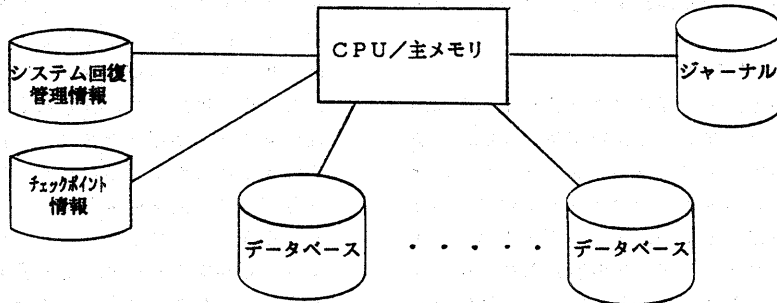 CPU/主メモリ
システム回復
管理情報
ジャーナル
チェックポイント
情報
データベース
・・・・・
データベース